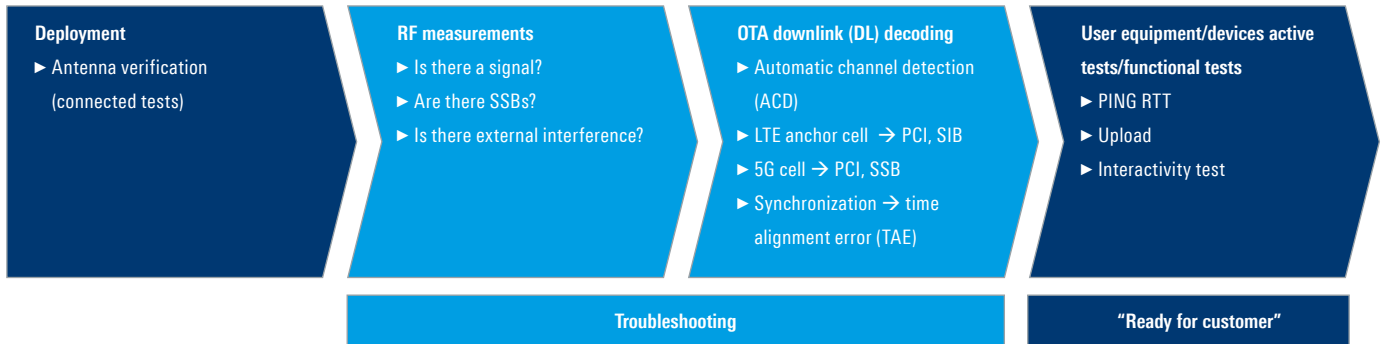 Deployment
► Antenna verification
(connected tests)
RF measurements
► Is there a signal?
► Are there SSBs?
► Is there external interference?
OTA downlink (DL) decoding
► Automatic channel detection
(ACD)
► LTE anchor cell → PCI, SIB
► 5G cell → PCI, SSB
► Synchronization → time
alignment error (TAE)
User equipment/devices active
tests/functional tests
► PING RTT
► Upload
► Interactivity test
Troubleshooting
“Ready for customer”